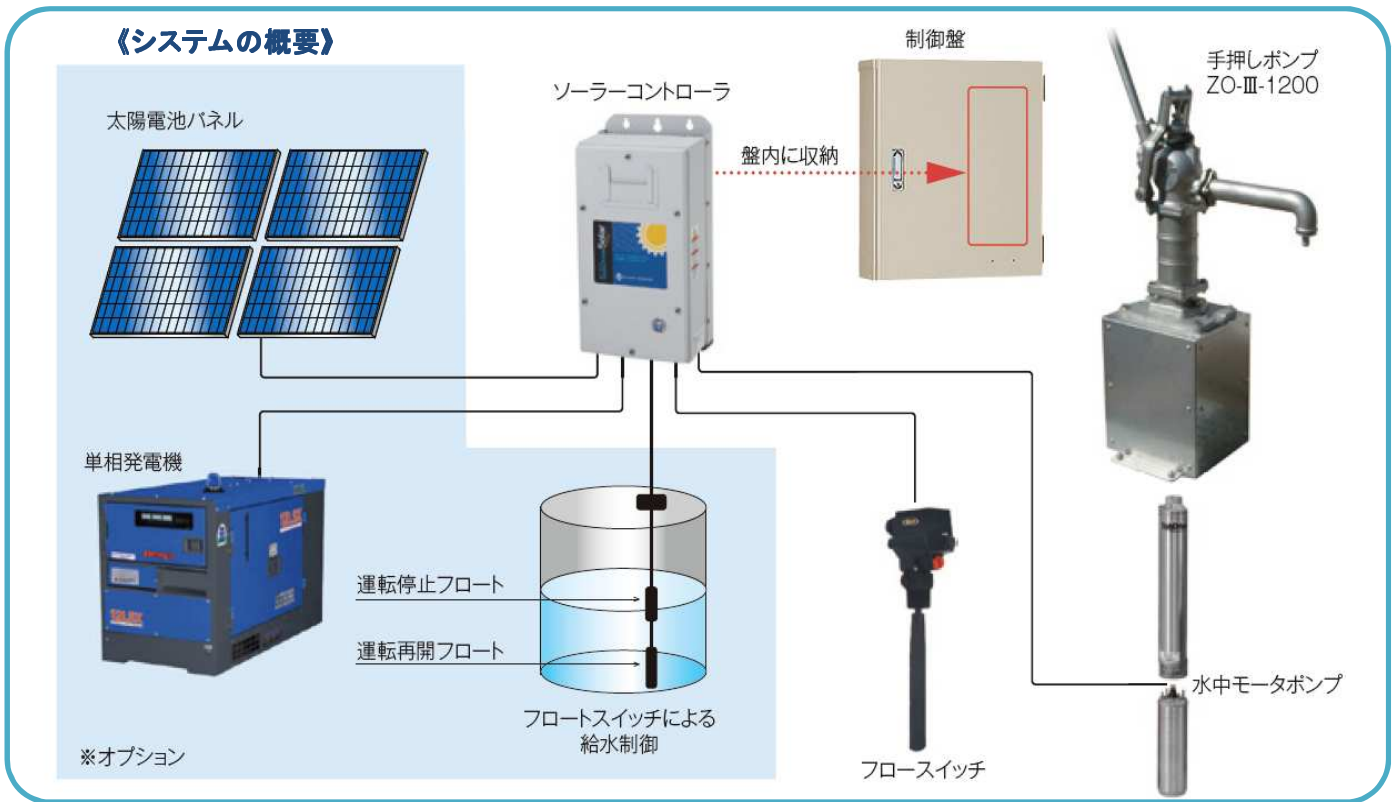 《システムの概要》
制御盤
手押しポンプ
ZO-Ⅲ-1200
ソーラーコントローラ
太陽電池パネル
盤内に収納
単相発電機
運転停止フロート
運転再開フロート
水中モータポンプ
フロートスイッチによる
給水制御
フロースイッチ
※オプション